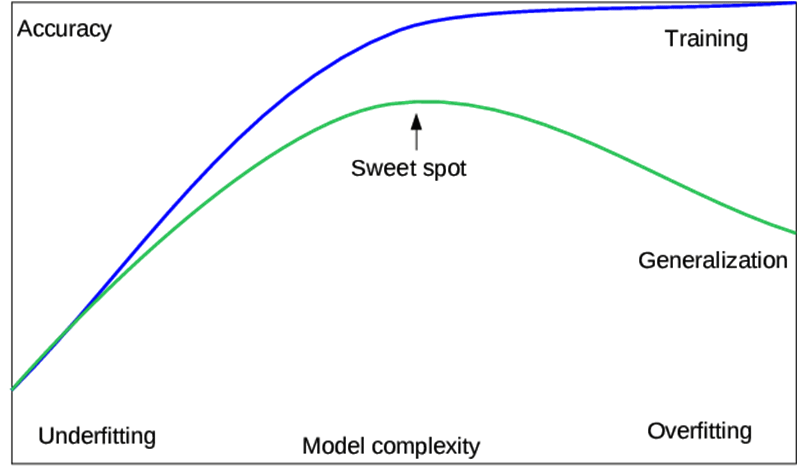 Accuracy
Training
Sweet spot
Generalization
Underfitting
Model complexity
Overfitting